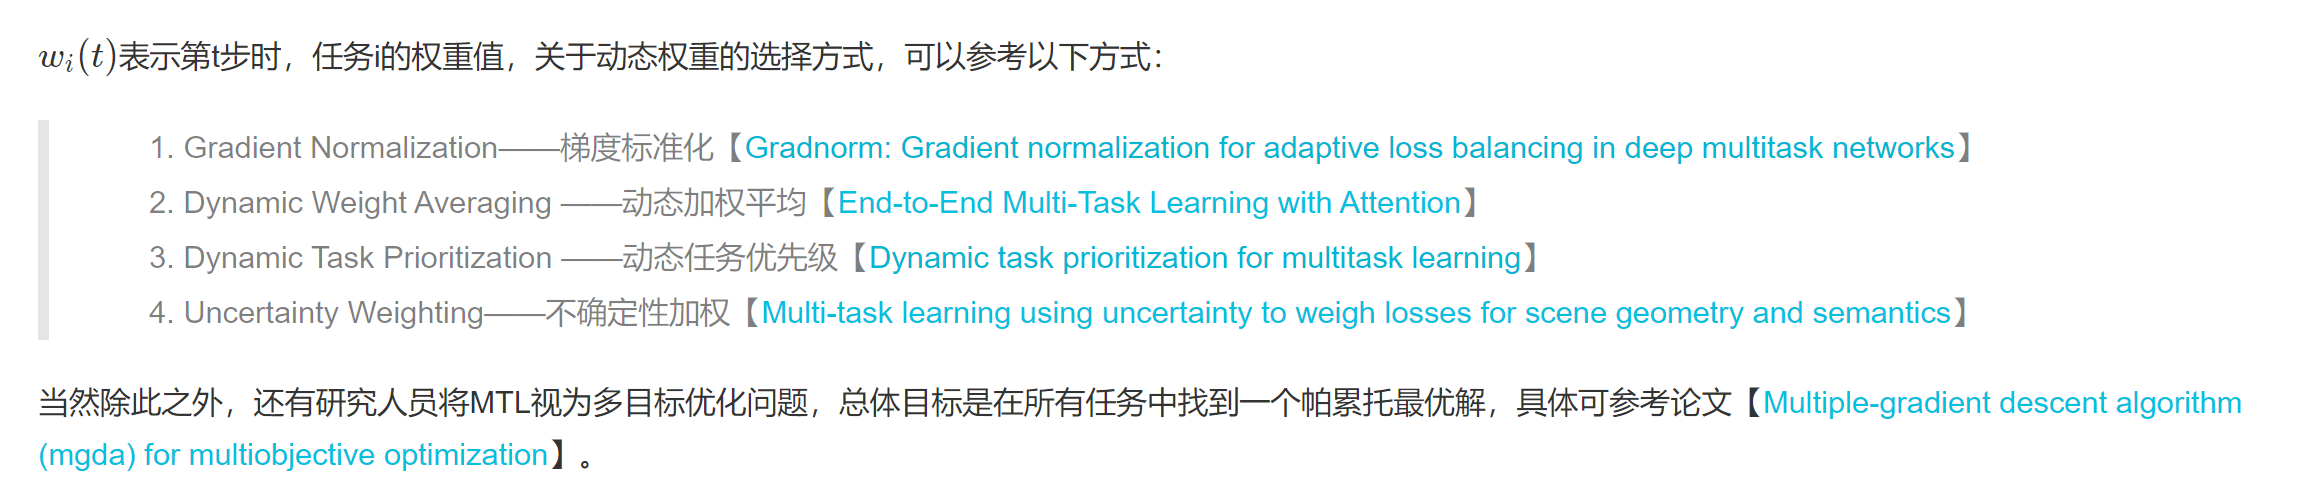 w_i(t)表示第t步时，任务i的权重值，关于动态权重的选择方式，可以参考以下方式：
1. Gradient Normalization——梯度标准化【Gradnorm: Gradient normalization for adaptive loss balancing in deep multitask networks】
2. Dynamic Weight Averaging ——动态加权平均【End-to-End Multi-Task Learning with Attention】
3. Dynamic Task Prioritization ——动态任务优先级【Dynamic task prioritization for multitask learning】
4. Uncertainty Weighting——不确定性加权【Multi-task learning using uncertainty to weigh losses for scene geometry and semantics】
当然除此之外，还有研究人员将MTL视为多目标优化问题，总体目标是在所有任务中找到一个帕累托最优解，具体可参考论文【Multiple-gradient descent algorithm
(mgda) for multiobjective optimization】。